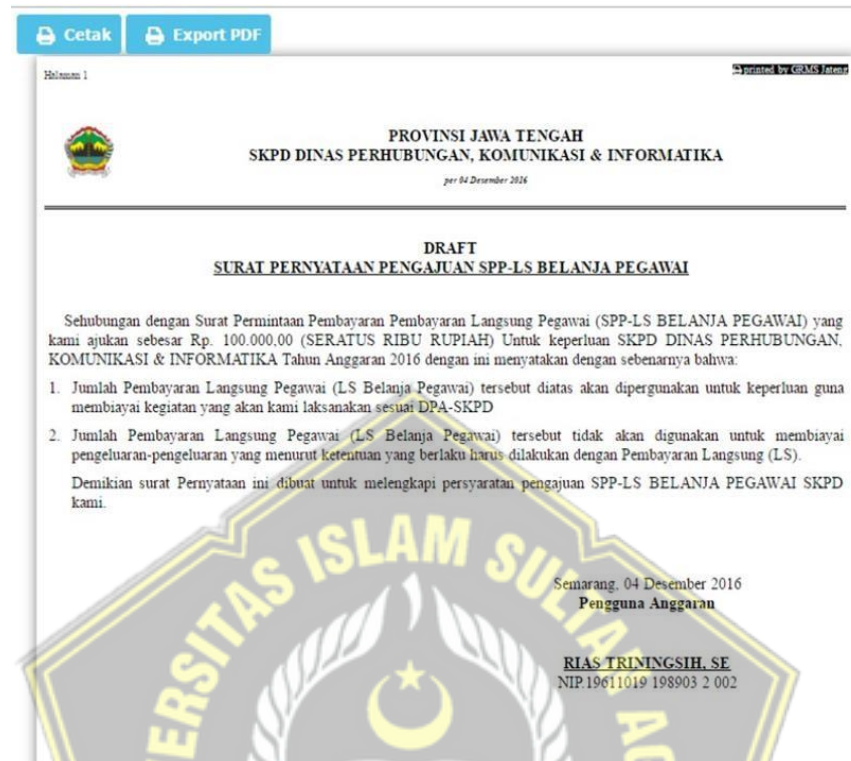 Cetak
Export PDF
Halaman 1
printed by GRMS Jateng
PROVINSI JAWA TENGAH
SKPD DINAS PERHUBUNGAN, KOMUNIKASI & INFORMATIKA
per 04 Desember 2016
DRAFT
SURAT PERNYATAAN PENGAJUAN SPP-LS BELANJA PEGAWAI
Sehubungan dengan Surat Permintaan Pembayaran Pembayaran Langsung Pegawai (SPP-LS BELANJA PEGAWAI) yang
kami ajukan sebesar Rp. 100.000,00 (SERATUS RIBU RUPIAH) Untuk keperluan SKPD DINAS PERHUBUNGAN,
KOMUNIKASI & INFORMATIKA Tahun Anggaran 2016 dengan ini menyatakan dengan sebenarnya bahwa:
1. Jumlah Pembayaran Langsung Pegawai (LS Belanja Pegawai) tersebut diatas akan dipergunakan untuk keperluan guna
membiayai kegiatan yang akan kami laksanakan sesuai DPA-SKPD
2. Jumlah Pembayaran Langsung Pegawai (LS Belanja Pegawai) tersebut tidak akan digunakan untuk membiayai
pengeluaran-pengeluaran yang menurut ketentuan yang berlaku harus dilakukan dengan Pembayaran Langsung (LS).
Demikian surat Pernyataan ini dibuat untuk melengkapi persyaratan pengajuan SPP-LS BELANJA PEGAWAI SKPD
kami.
Semarang, 04 Desember 2016
Pengguna Anggaran
RIAS TRININGSIH, SE
NIP.19611019 198903 2 002
ISLAM